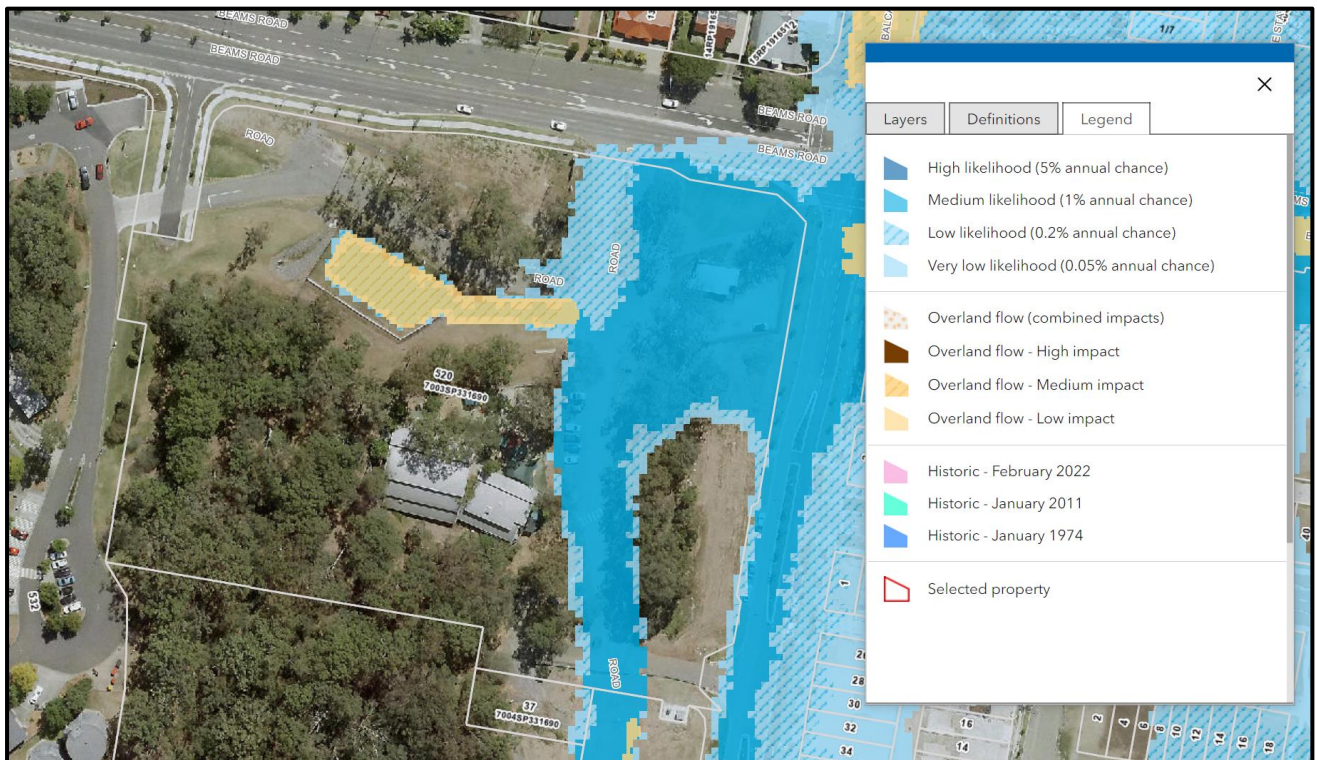 BEAMS ROAD
BEAMS ROAD
BEAMS ROAD
BEAMS ROAD
ROAD
ROAD
ROAD
ROAD
1/7
Layers
Definitions
Legend
High likelihood (5% annual chance)
Medium likelihood (1% annual chance)
Low likelihood (0.2% annual chance)
Very low likelihood (0.05% annual chance)
Overland flow (combined impacts)
Overland flow - High impact
Overland flow - Medium impact
Overland flow - Low impact
Historic - February 2022
Historic - January 2011
Historic - January 1974
Selected property
520
7003SP331690
532
37
7004SP331690
1
28
30
32
34
16
14
2
4
6
8
10
12
14
16
18
40